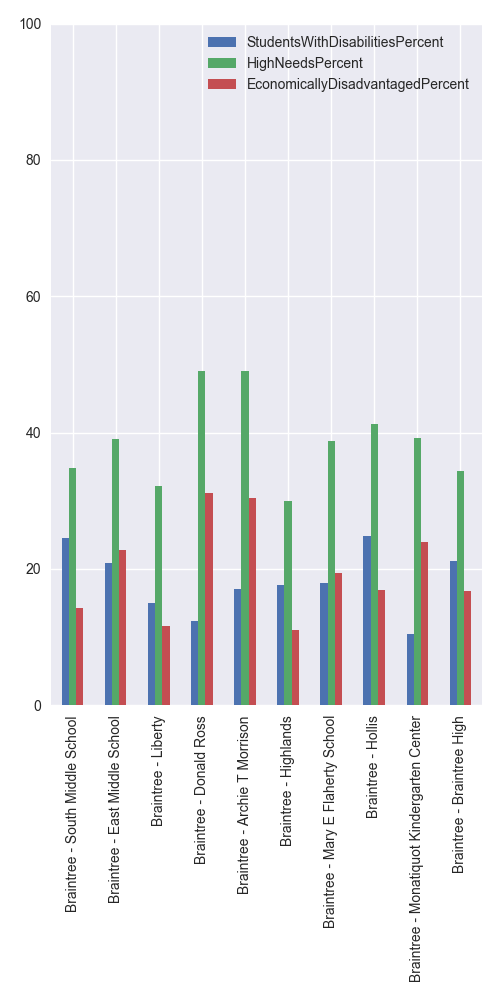 100
80
60
40
20
0
StudentsWithDisabilitiesPercent
HighNeedsPercent
EconomicallyDisadvantagedPercent
Braintree - South Middle School
Braintree - East Middle School
Braintree - Liberty
Braintree - Donald Ross
Braintree - Archie T Morrison
Braintree - Highlands
Braintree - Mary E Flaherty School
Braintree - Hollis
Braintree - Monatiquot Kindergarten Center
Braintree - Braintree High